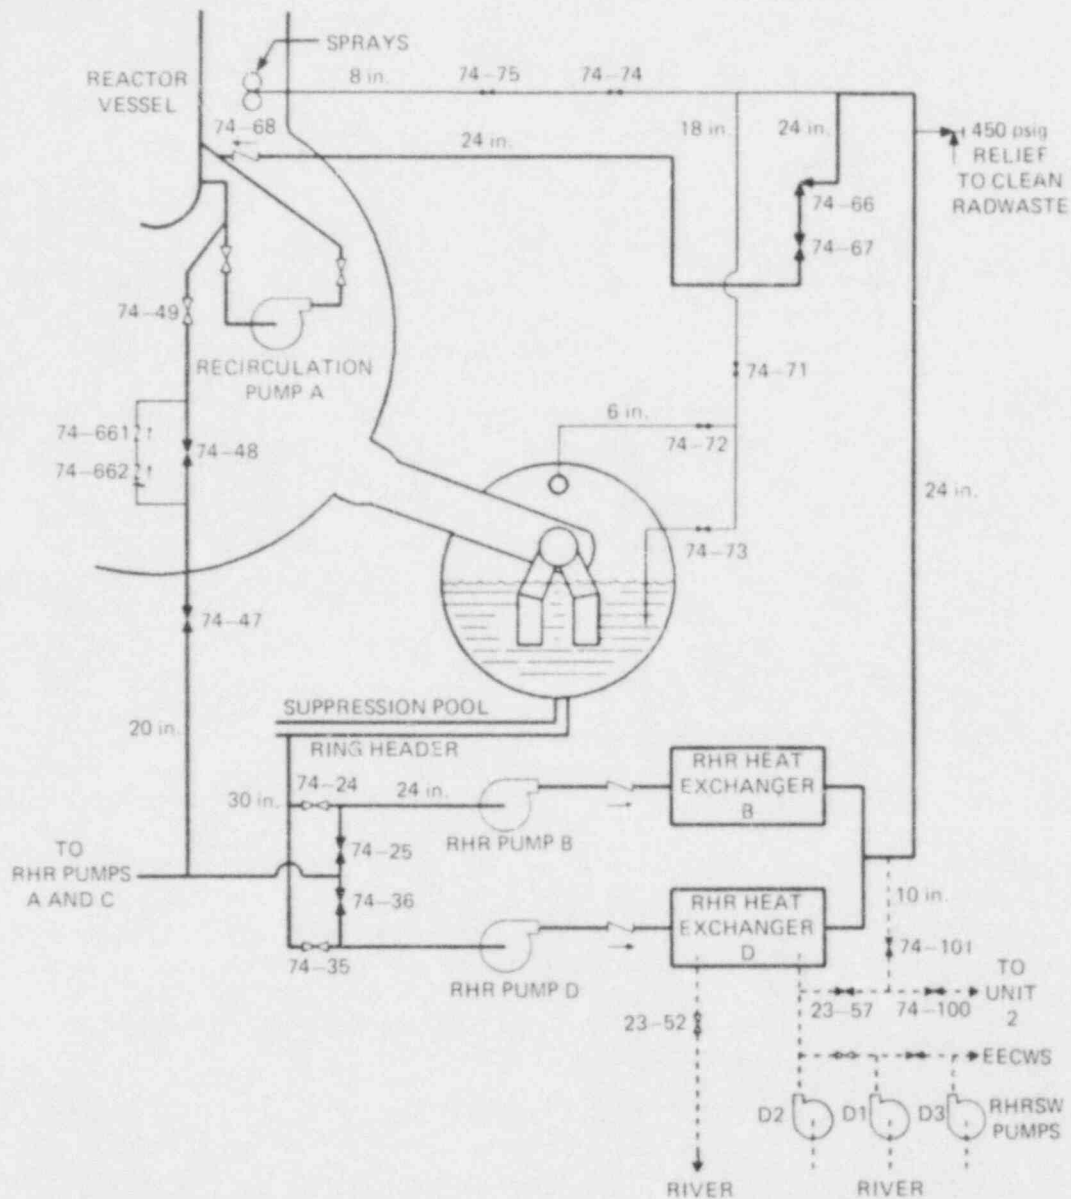 SPRAYS
REACTOR
VESSEL
8 in.
74-75
74-74
74-68
24 in.
18 in.
24 in.
450 psig
RELIEF
TO CLEAN
RADWASTE
74-66
74-67
74-49
RECIRCULATION
PUMP A
74-71
6 in.
74-72
74-661
74-48
74-662
24 in.
74-73
74-47
20 in.
SUPPRESSION POOL
RING HEADER
74-24
30 in.
24 in.
RHR PUMP B
RHR HEAT
EXCHANGER
B
74-25
TO
RHR PUMPS
A AND C
74-36
RHR HEAT
EXCHANGER
D
10 in.
74-35
RHR PUMP D
74-101
TO
UNIT
2
23-52
23-57
74-100
EECWS
D2
D1
D3
RHRSW
PUMPS
RIVER
RIVER